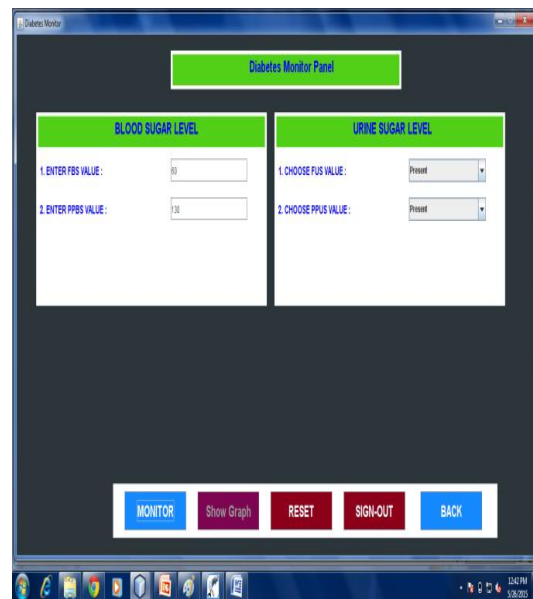 Diabetes Monitor
Diabetes Monitor Panel
BLOOD SUGAR LEVEL
1. ENTER FBS VALUE :
60
2. ENTER PPBS VALUE :
130
URINE SUGAR LEVEL
1. CHOOSE FUS VALUE :
Present
2. CHOOSE PPUS VALUE :
Present
MONITOR Show Graph RESET SIGN-OUT BACK
12:42 PM
5/26/2015